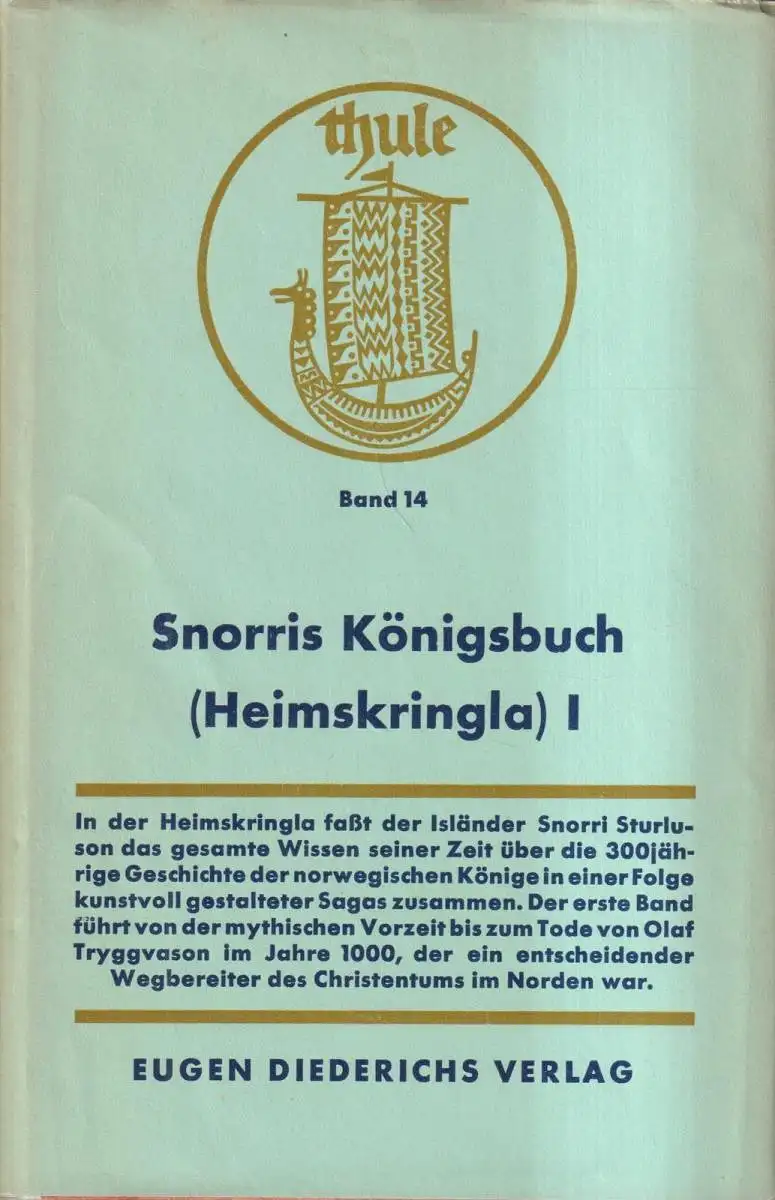 thule
Band 14
Snorris Königsbuch
(Heimskringla) I
In der Heimskringla faßt der Isländer Snorri Sturlu-
son das gesamte Wissen seiner Zeit über die 300jäh-
rige Geschichte der norwegischen Könige in einer Folge
kunstvoll gestalteter Sagas zusammen. Der erste Band
führt von der mythischen Vorzeit bis zum Tode von Olaf
Tryggvason im Jahre 1000, der ein entscheidender
Wegbereiter des Christentums im Norden war.
EUGEN DIEDERICHS VERLAG